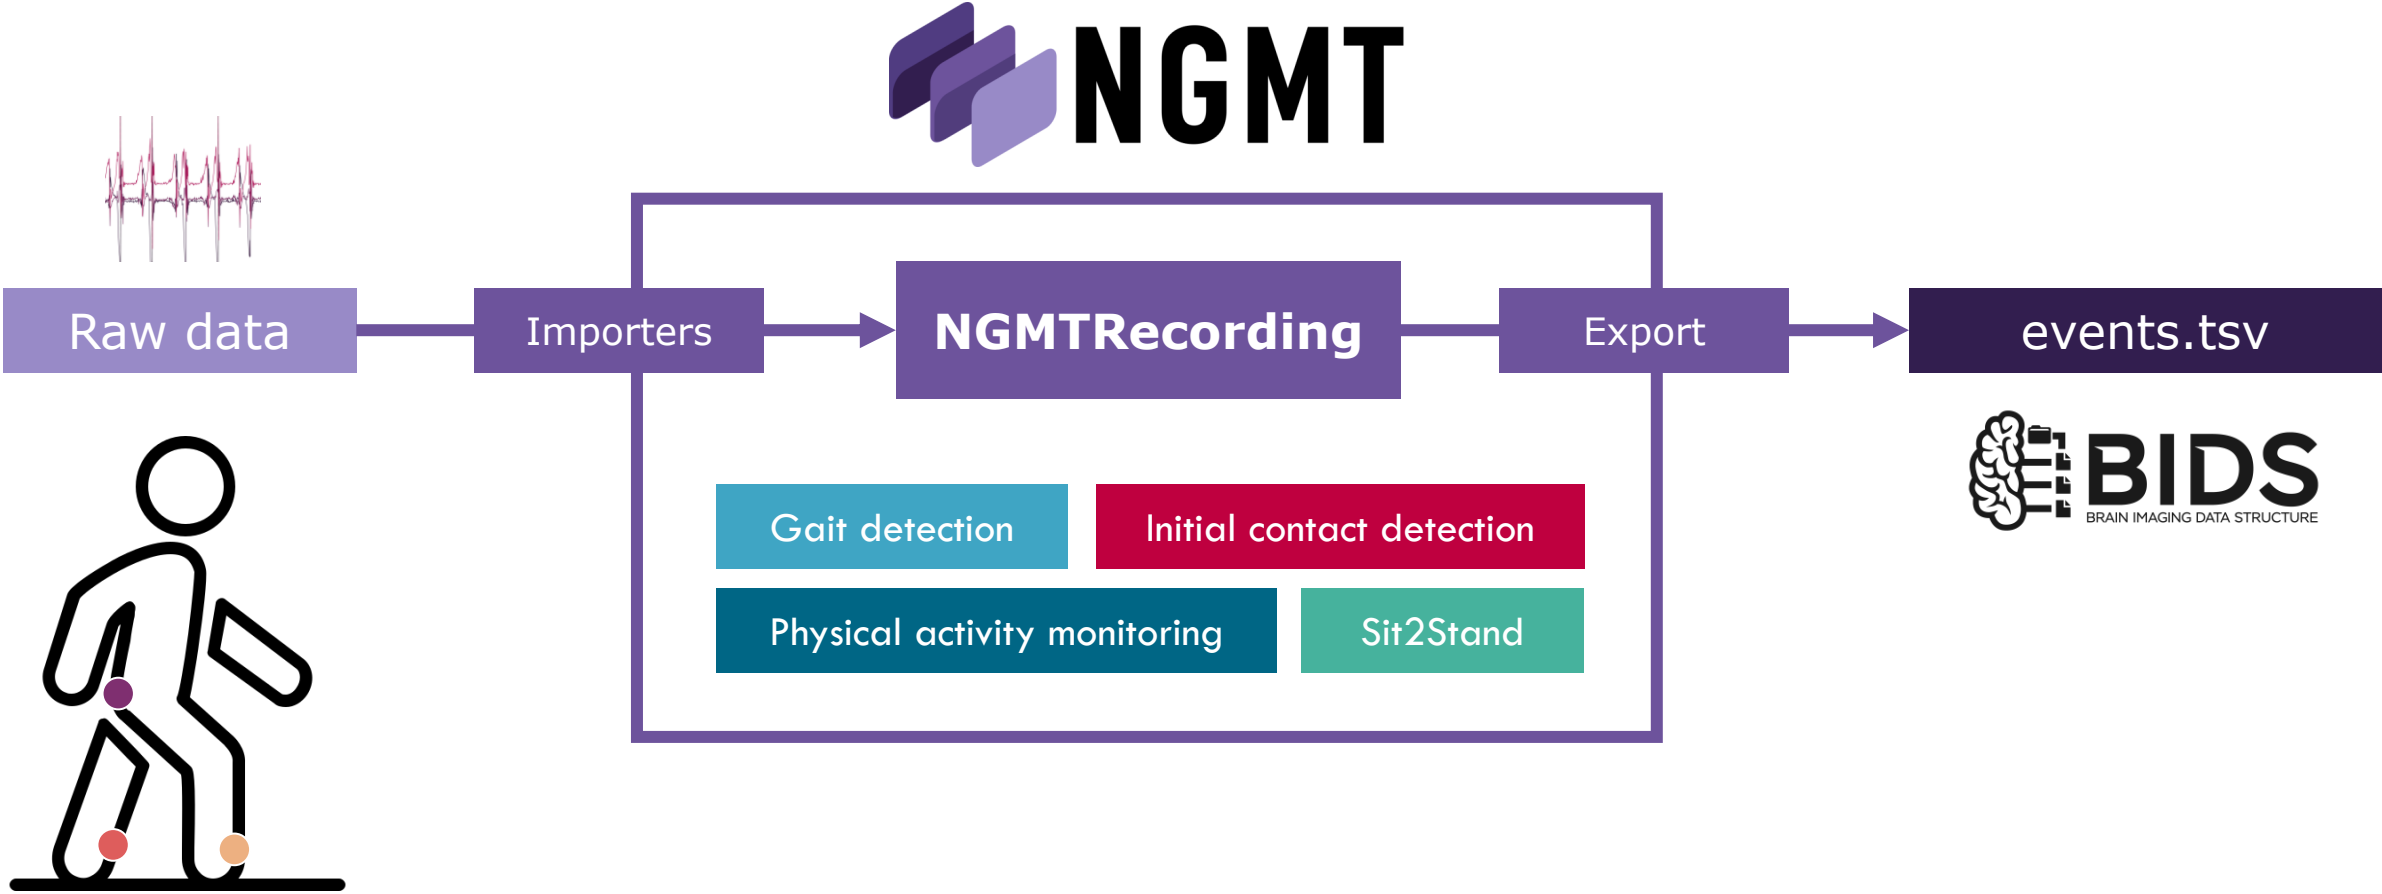 NGMT
Raw data
Importers
NGMTRecording
Export
events.tsv
BIDS
BRAIN IMAGING DATA STRUCTURE
Gait detection
Initial contact detection
Physical activity monitoring
Sit2Stand